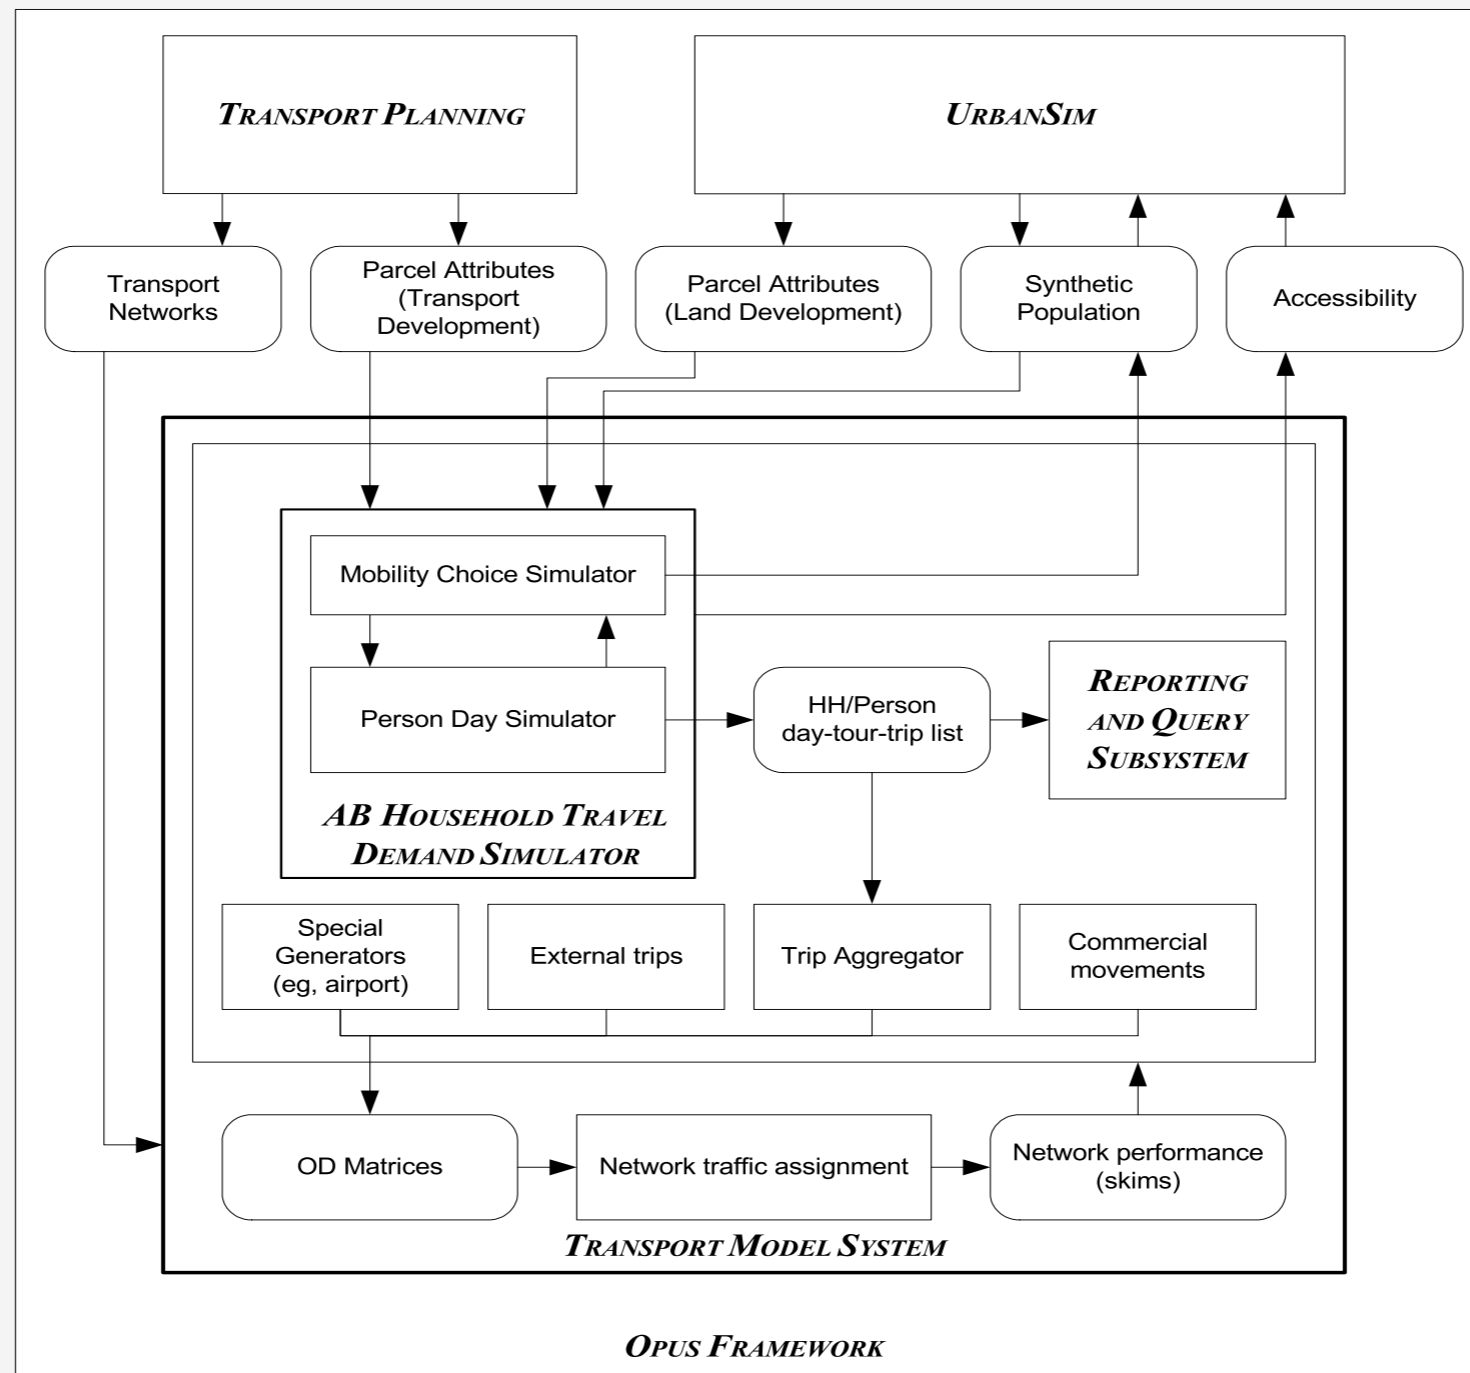 TRANSPORT PLANNING
URBANSIM
Transport
Networks
Parcel Attributes
(Transport
Development)
Parcel Attributes
(Land Development)
Synthetic
Population
Accessibility
Mobility Choice Simulator
Person Day Simulator
AB HOUSEHOLD TRAVEL
DEMAND SIMULATOR
HH/Person
day-tour-trip list
REPORTING
AND QUERY
SUBSYSTEM
Special
Generators
(eg, airport)
External trips
Trip Aggregator
Commercial
movements
OD Matrices
Network traffic assignment
Network performance
(skims)
TRANSPORT MODEL SYSTEM
OPUS FRAMEWORK